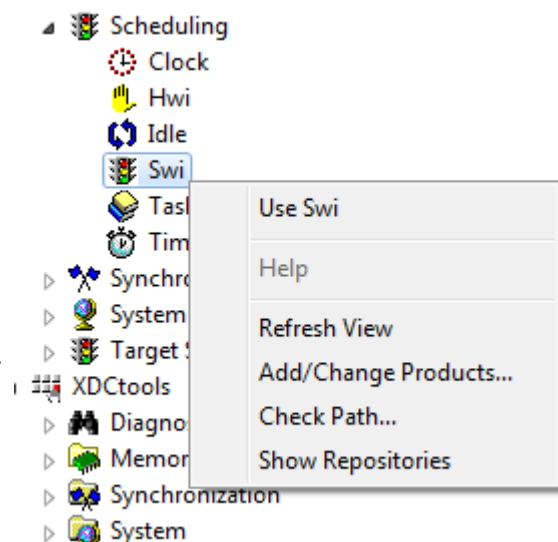 Scheduling
Clock
Hwi
Idle
Swi
Use Swi
Help
Refresh View
Add/Change Products...
Check Path...
Show Repositories
System
XDCtools
Synchronization
System